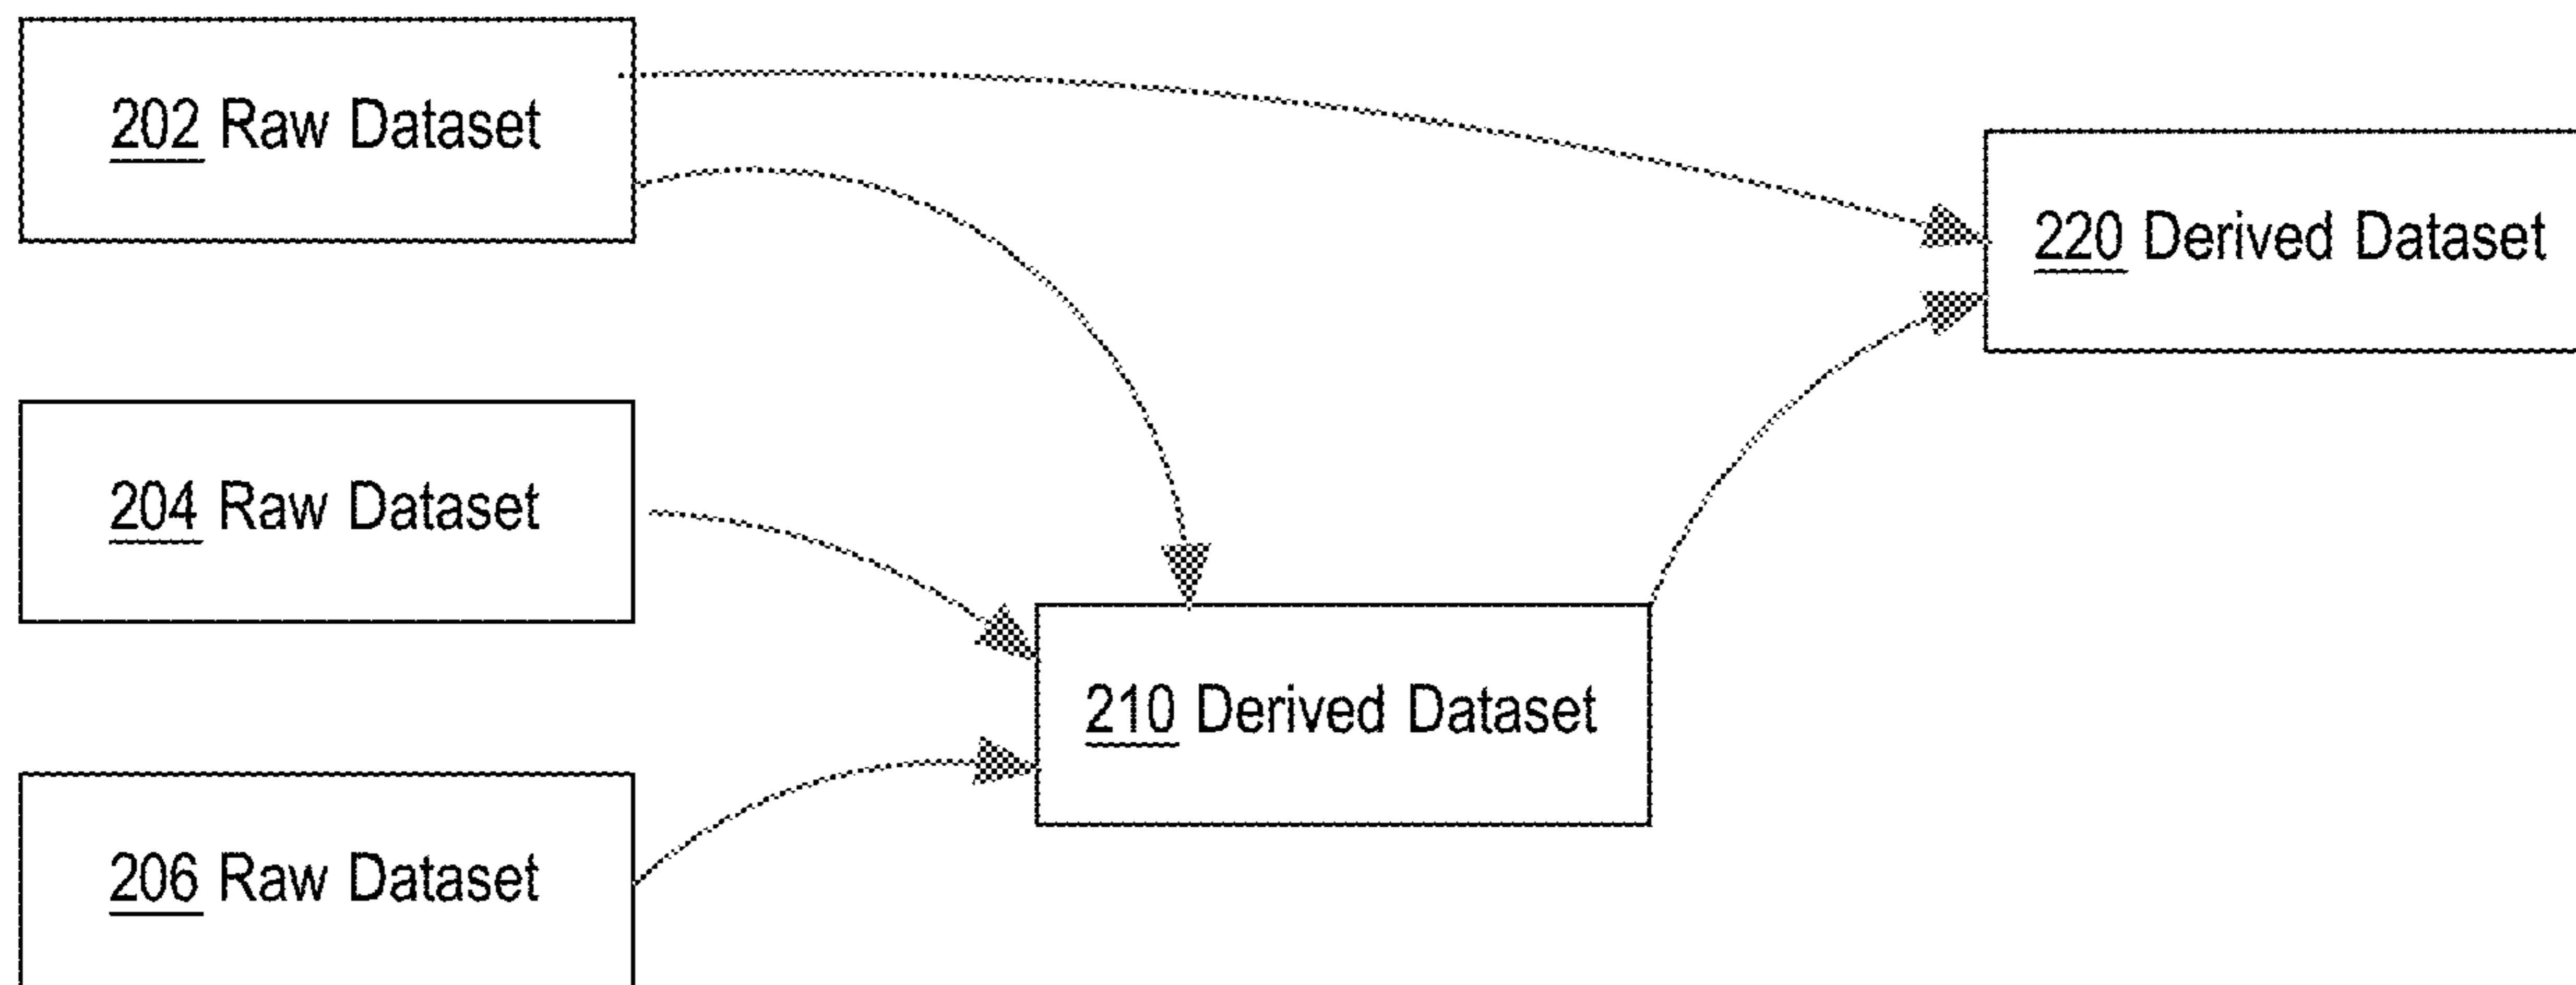 202 Raw Dataset
220 Derived Dataset
204 Raw Dataset
210 Derived Dataset
206 Raw Dataset